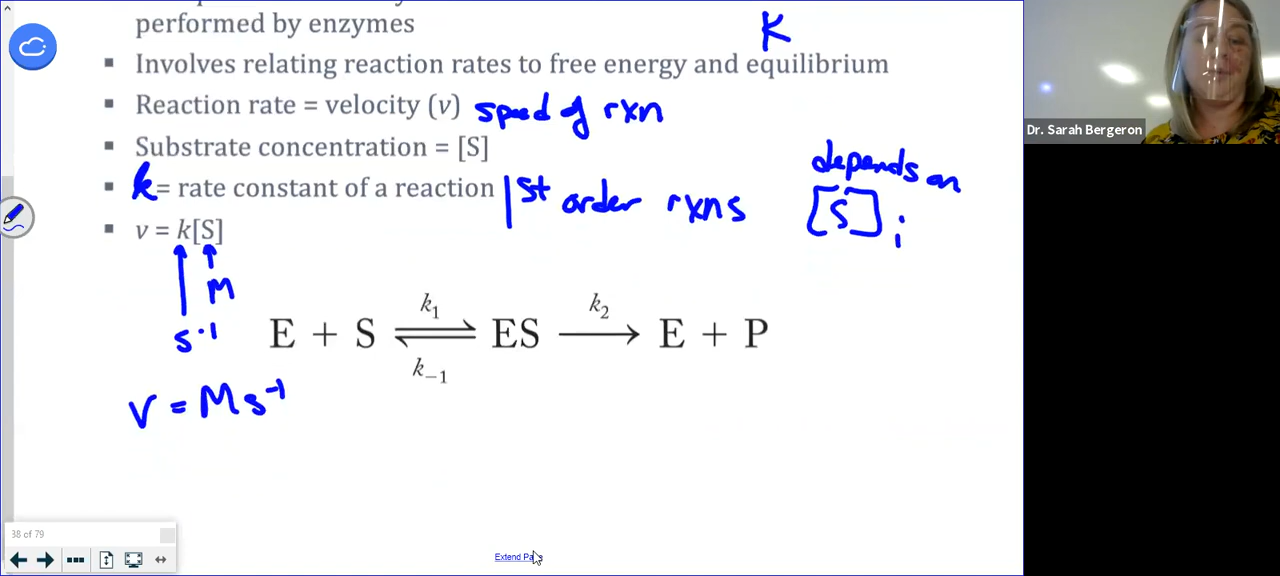 performed by enzymes
K
▪ Involves relating reaction rates to free energy and equilibrium
▪ Reaction rate = velocity (v) speed of rxn
▪ Substrate concentration = [S]
depends on
▪ k = rate constant of a reaction 1st order rxns [S]i
▪ v = k[S]
M
s-1
k1
k2
E + S ⇌ ES ⟶ E + P
k−1
v = Ms-1
Dr. Sarah Bergeron
38 of 79
Extend Page